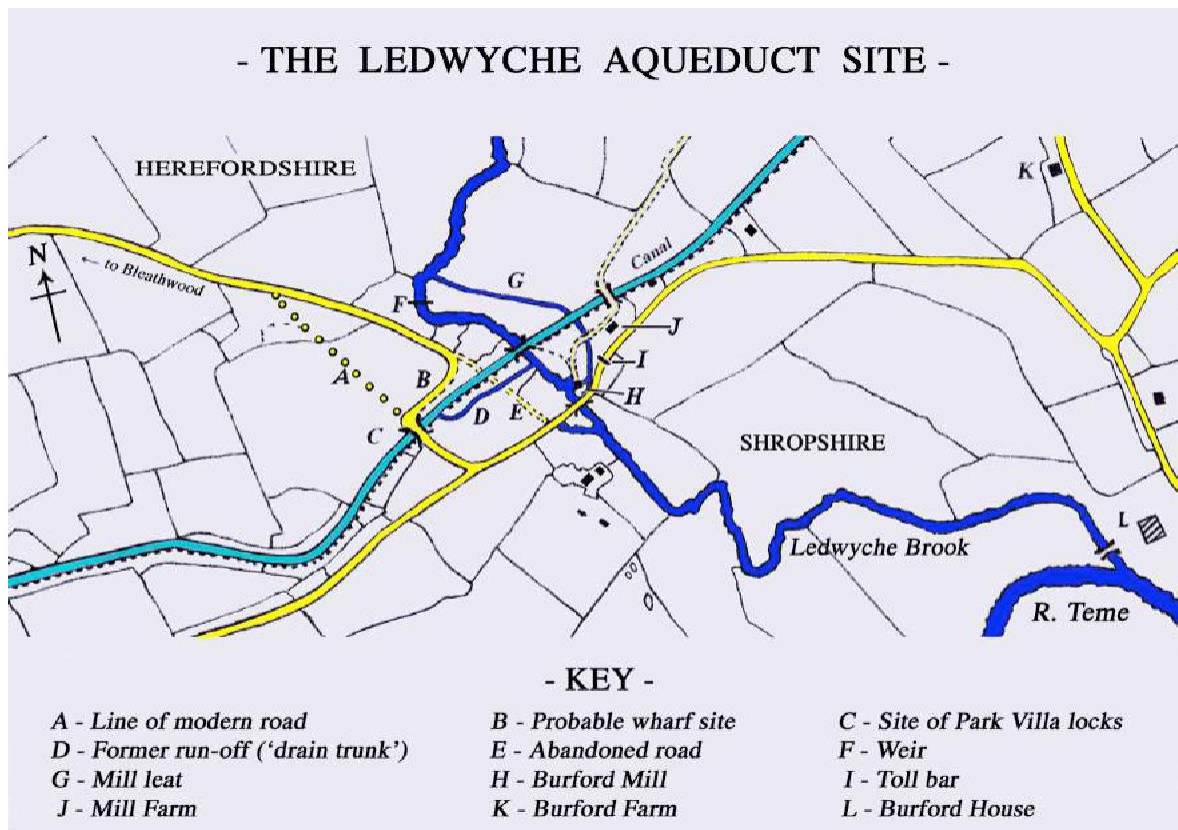 - THE LEDWYCHE AQUEDUCT SITE -
HEREFORDSHIRE
K
N
← to Bleathwood
Canal
G
F
J
I
A
B
H
D
E
C
SHROPSHIRE
L
Ledwyche Brook
R. Teme
- KEY -
A - Line of modern road
B - Probable wharf site
C - Site of Park Villa locks
D - Former run-off (‘drain trunk’)
E - Abandoned road
F - Weir
G - Mill leat
H - Burford Mill
I - Toll bar
J - Mill Farm
K - Burford Farm
L - Burford House